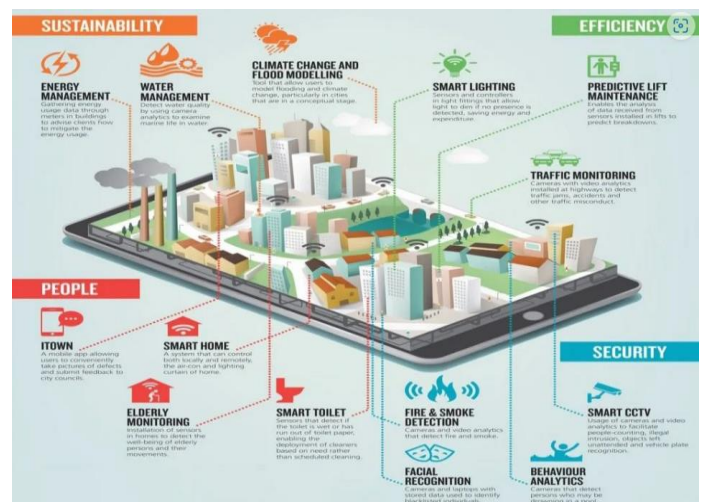 SUSTAINABILITY
EFFICIENCY
ENERGY
MANAGEMENT
Gathering energy
usage data through
meters in buildings
to advise clients how
to mitigate the
energy usage.
WATER
MANAGEMENT
Detect water quality
by using camera
analytics to examine
marine life in water.
CLIMATE CHANGE AND
FLOOD MODELLING
Tool that allow users to
model flooding and climate
change, particularly in cities
that are in a conceptual stage.
SMART LIGHTING
Sensors and controllers
in light fittings that allow
light to dim if no presence is
detected, saving energy and
expenditure.
PREDICTIVE LIFT
MAINTENANCE
Enables the analysis
of data received from
sensors installed in lifts to
predict breakdowns.
TRAFFIC MONITORING
Cameras with video analytics
installed at highways to detect
traffic jams, accidents and
other traffic misconduct.
PEOPLE
ITOWN
A mobile app allowing
users to conveniently
take pictures of defects
and submit feedback to
city councils.
SMART HOME
A system that can control
both locally and remotely,
the air-con and lighting
curtain of home.
ELDERLY
MONITORING
Installation of sensors
in homes to detect the
well-being of elderly
persons and their
movements.
SMART TOILET
Sensors that detect if
the toilet is wet or has
run out of toilet paper,
enabling the
deployment of cleaners
based on need rather
than scheduled cleaning.
SECURITY
FIRE & SMOKE
DETECTION
Cameras and video analytics
that detect fire and smoke.
SMART CCTV
Usage of cameras and video
analytics to facilitate
people-counting, illegal
intrusion, objects left
unattended and vehicle plate
recognition.
FACIAL
RECOGNITION
Cameras and laptops with
stored data used to identify
blacklisted individuals.
BEHAVIOUR
ANALYTICS
Cameras that detect
persons who may be
drowning in a pool.